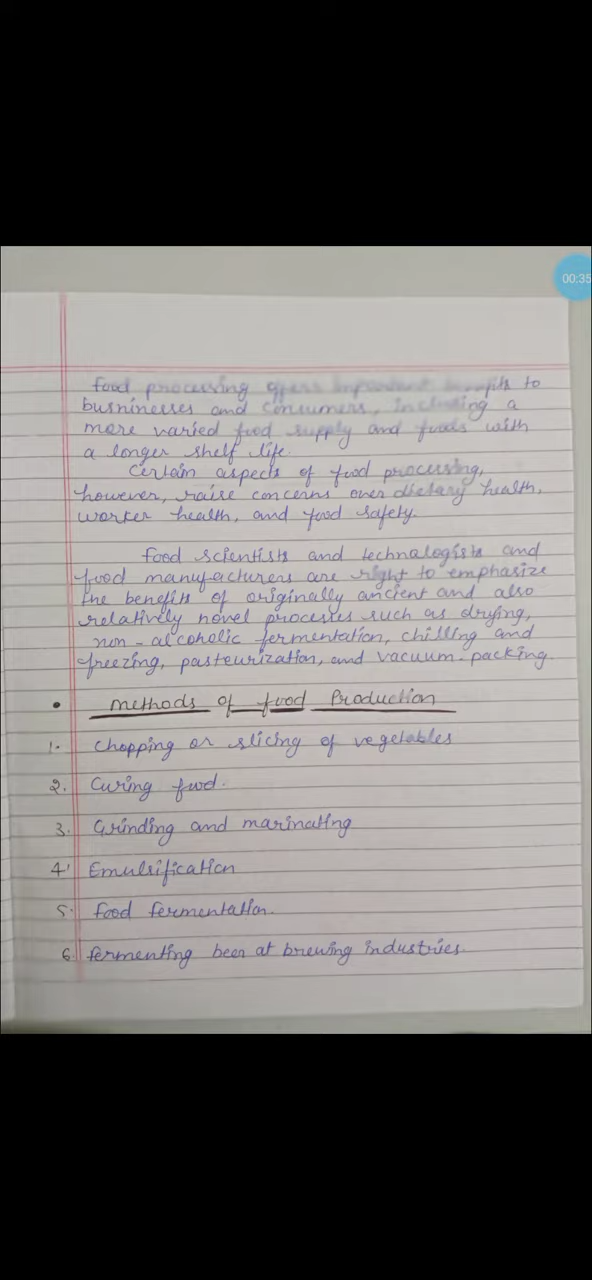 00:35
food processing offers important benefits to
businesses and consumers, including a
more varied food supply and foods with
a longer shelf life.
Certain aspects of food processing,
however, raise concerns over dietary health,
worker health, and food safety.
food scientists and technologists and
food manufacturers are right to emphasize
the benefits of originally ancient and also
relatively novel processes such as drying,
non-alcoholic fermentation, chilling and
freezing, pasteurization, and vacuum-packing.
• Methods of food Production
1. Chopping or slicing of vegetables
2. Curing food.
3. Grinding and marinating
4. Emulsification
5. food fermentation.
6. fermenting beer at brewing industries.